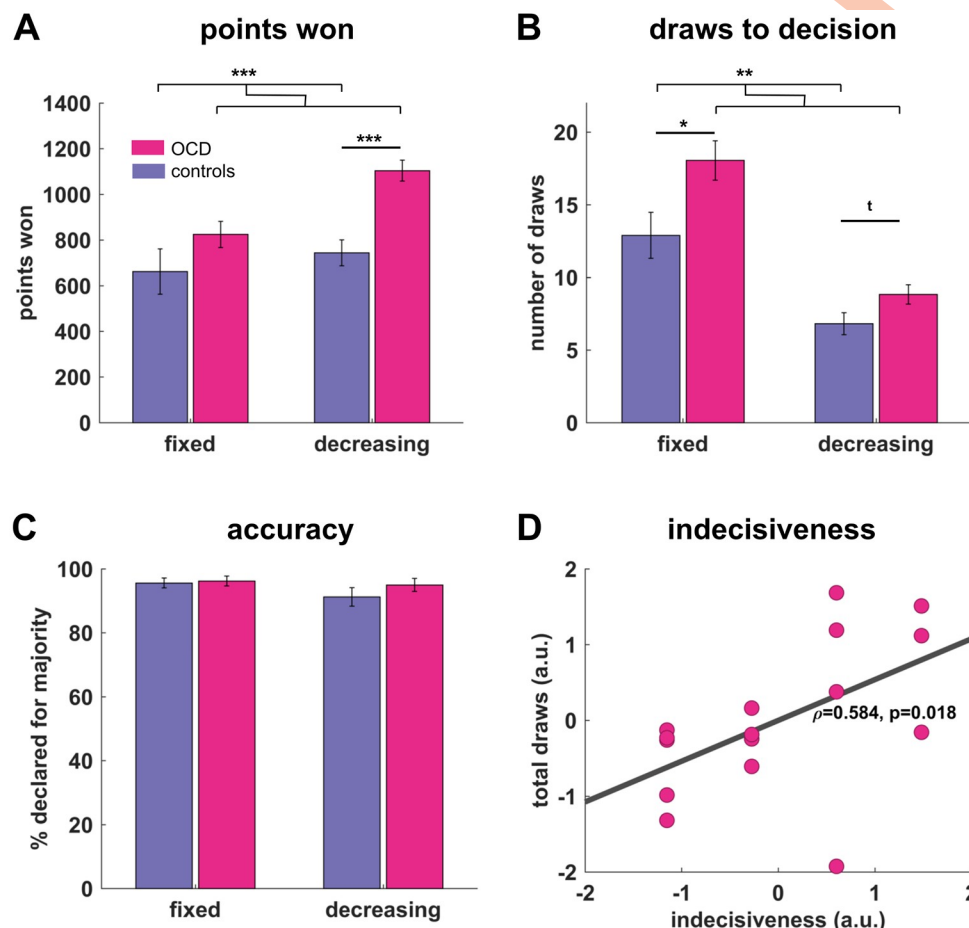 A
points won
***
1400
1200
1000
800
600
400
200
0
points won
OCD
controls
***
fixed
decreasing
B
draws to decision
**
20
15
10
5
0
number of draws
*
t
fixed
decreasing
C
accuracy
100
80
60
40
20
0
% declared for majority
fixed
decreasing
D
indecisiveness
2
1
0
-1
-2
total draws (a.u.)
ρ=0.584, p=0.018
-2
-1
0
1
2
indecisiveness (a.u.)